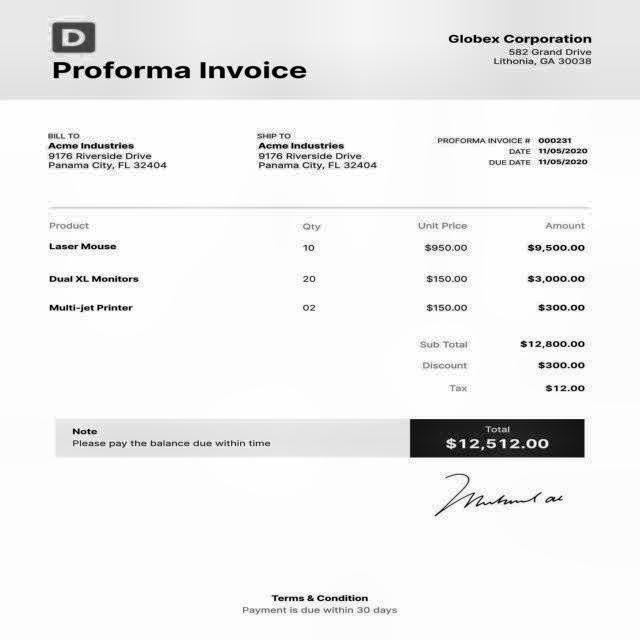 D
Proforma Invoice
Globex Corporation
582 Grand Drive
Lithonia, GA 30038
BILL TO
Acme Industries
9176 Riverside Drive
Panama City, FL 32404
SHIP TO
Acme Industries
9176 Riverside Drive
Panama City, FL 32404
PROFORMA INVOICE # 000231
DATE 11/05/2020
DUE DATE 11/05/2020
Product Qty Unit Price Amount
Laser Mouse 10 $950.00 $9,500.00
Dual XL Monitors 20 $150.00 $3,000.00
Multi-jet Printer 02 $150.00 $300.00
Sub Total $12,800.00
Discount $300.00
Tax $12.00
Note
Please pay the balance due within time
Total
$12,512.00
Terms & Condition
Payment is due within 30 days